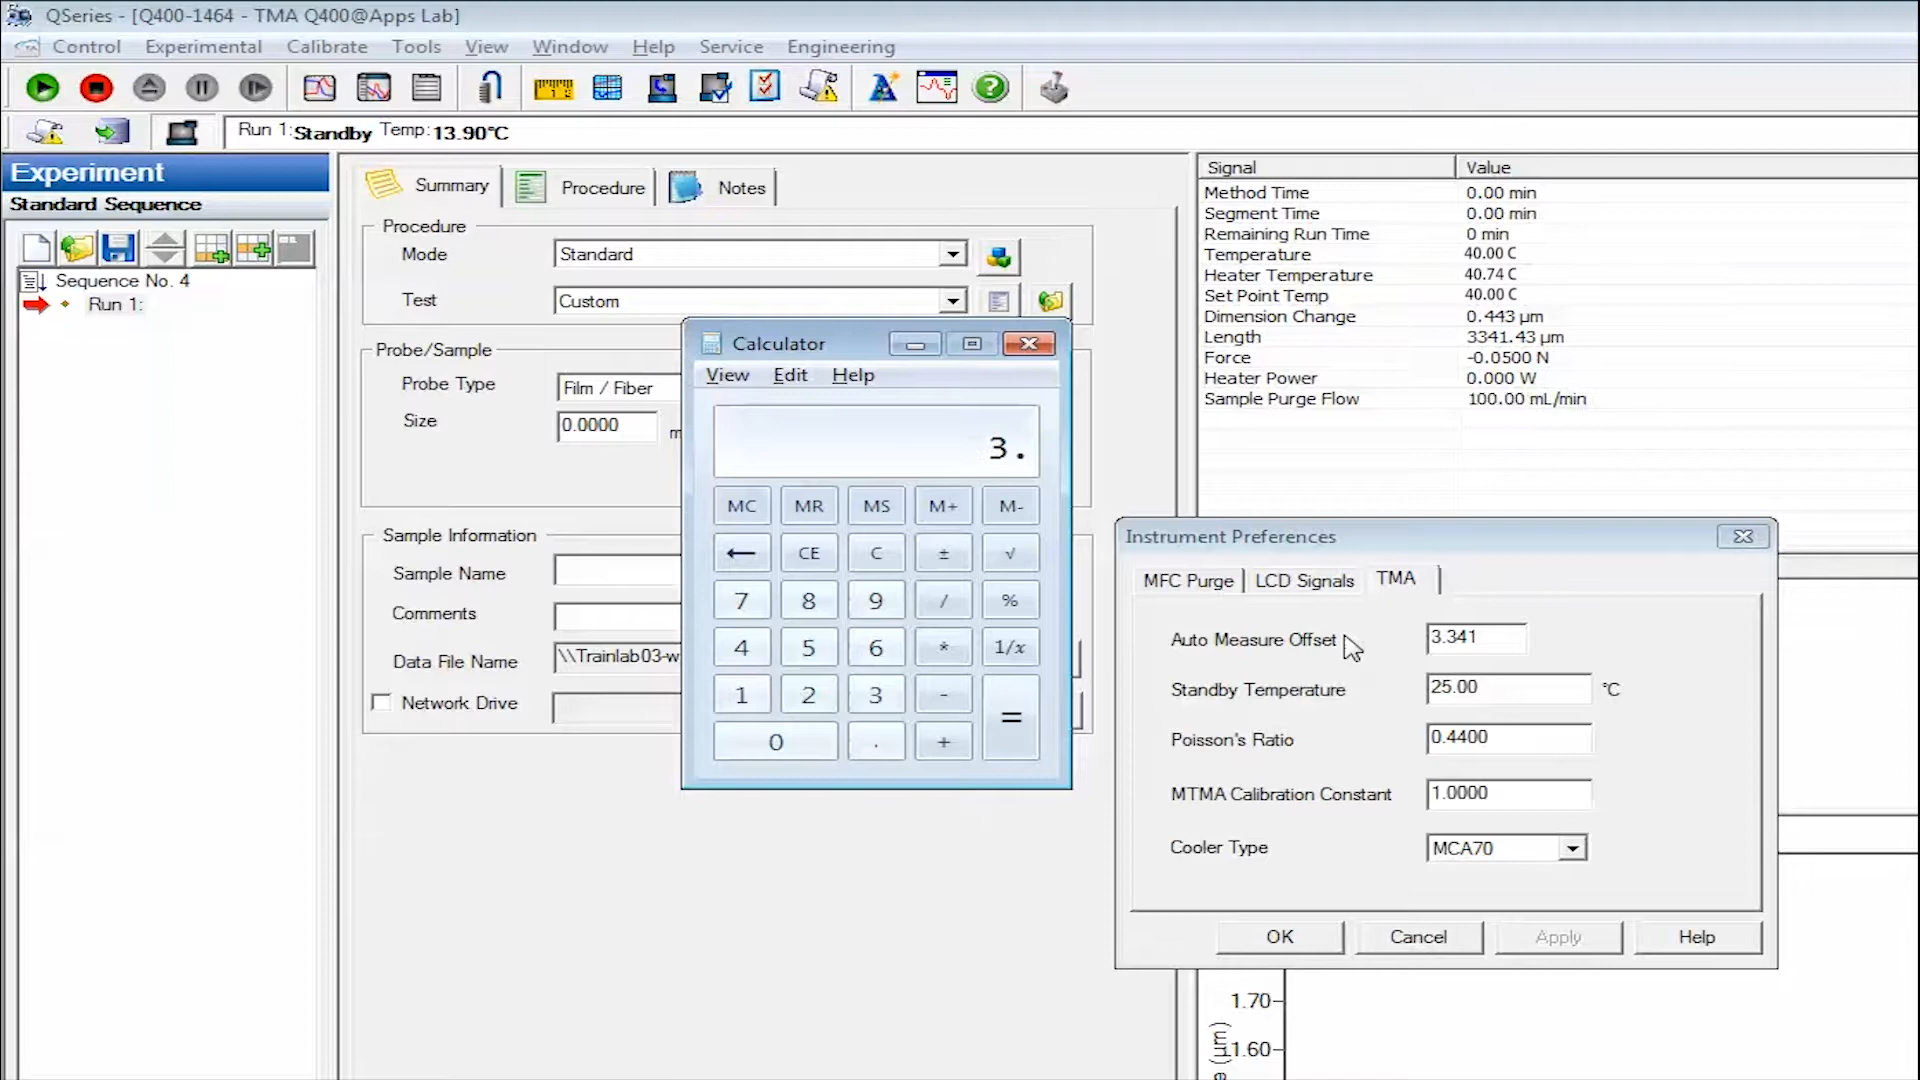 QSeries - [Q400-1464 - TMA Q400@Apps Lab]
Control Experimental Calibrate Tools View Window Help Service Engineering
Run 1: Standby Temp: 13.90°C
Experiment
Standard Sequence
Sequence No. 4
Run 1:
Summary Procedure Notes
Procedure
Mode Standard
Test Custom
Probe/Sample
Probe Type Film / Fiber
Size 0.0000 m
Sample Information
Sample Name
Comments
Data File Name \\Trainlab03-w
Network Drive
Calculator
View Edit Help
3.
MC MR MS M+ M-
← CE C ± √
7 8 9 / %
4 5 6 * 1/x
1 2 3 - =
0 . +
Signal Value
Method Time 0.00 min
Segment Time 0.00 min
Remaining Run Time 0 min
Temperature 40.00 C
Heater Temperature 40.74 C
Set Point Temp 40.00 C
Dimension Change 0.443 µm
Length 3341.43 µm
Force -0.0500 N
Heater Power 0.000 W
Sample Purge Flow 100.00 mL/min
Instrument Preferences
MFC Purge LCD Signals TMA
Auto Measure Offset 3.341
Standby Temperature 25.00 °C
Poisson's Ratio 0.4400
MTMA Calibration Constant 1.0000
Cooler Type MCA70
OK Cancel Apply Help
1.70
1.60
(µm)